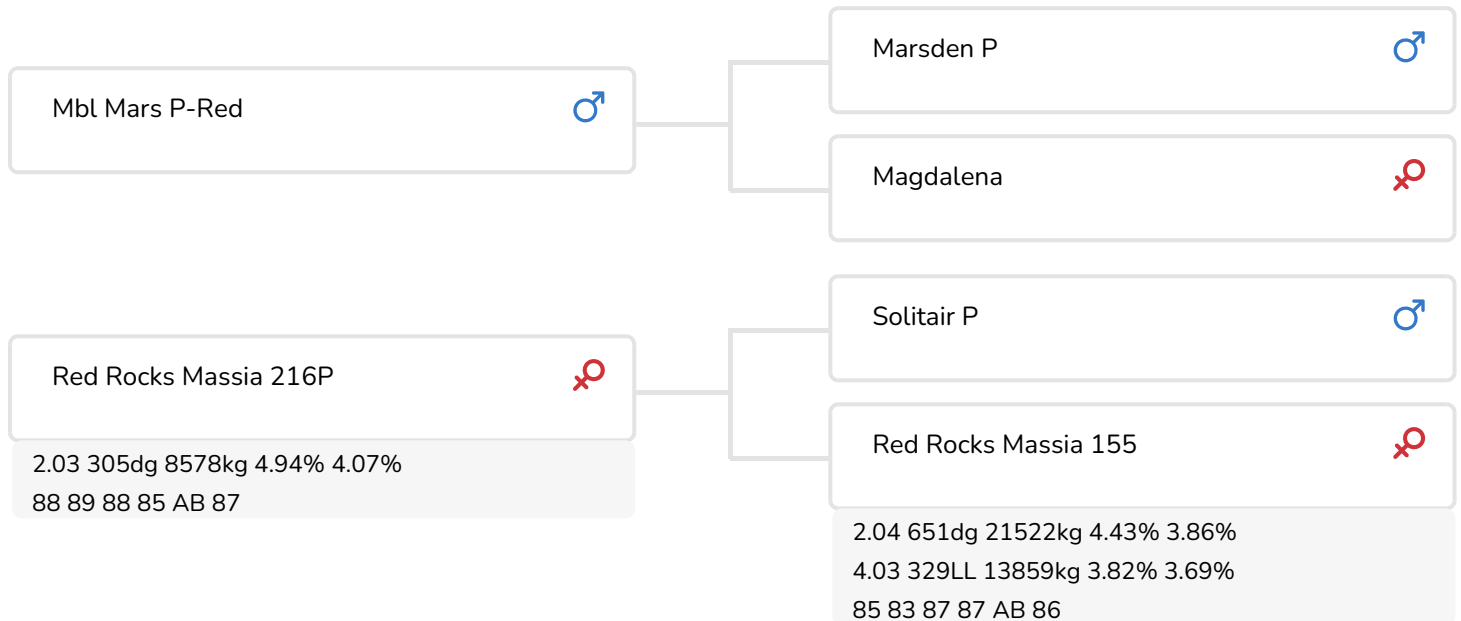 Mbl Mars P-Red
Marsden P
Magdalena
Red Rocks Massia 216P
2.03 305dg 8578kg 4.94% 4.07%
88 89 88 85 AB 87
Solitair P
Red Rocks Massia 155
2.04 651dg 21522kg 4.43% 3.86%
4.03 329LL 13859kg 3.82% 3.69%
85 83 87 87 AB 86